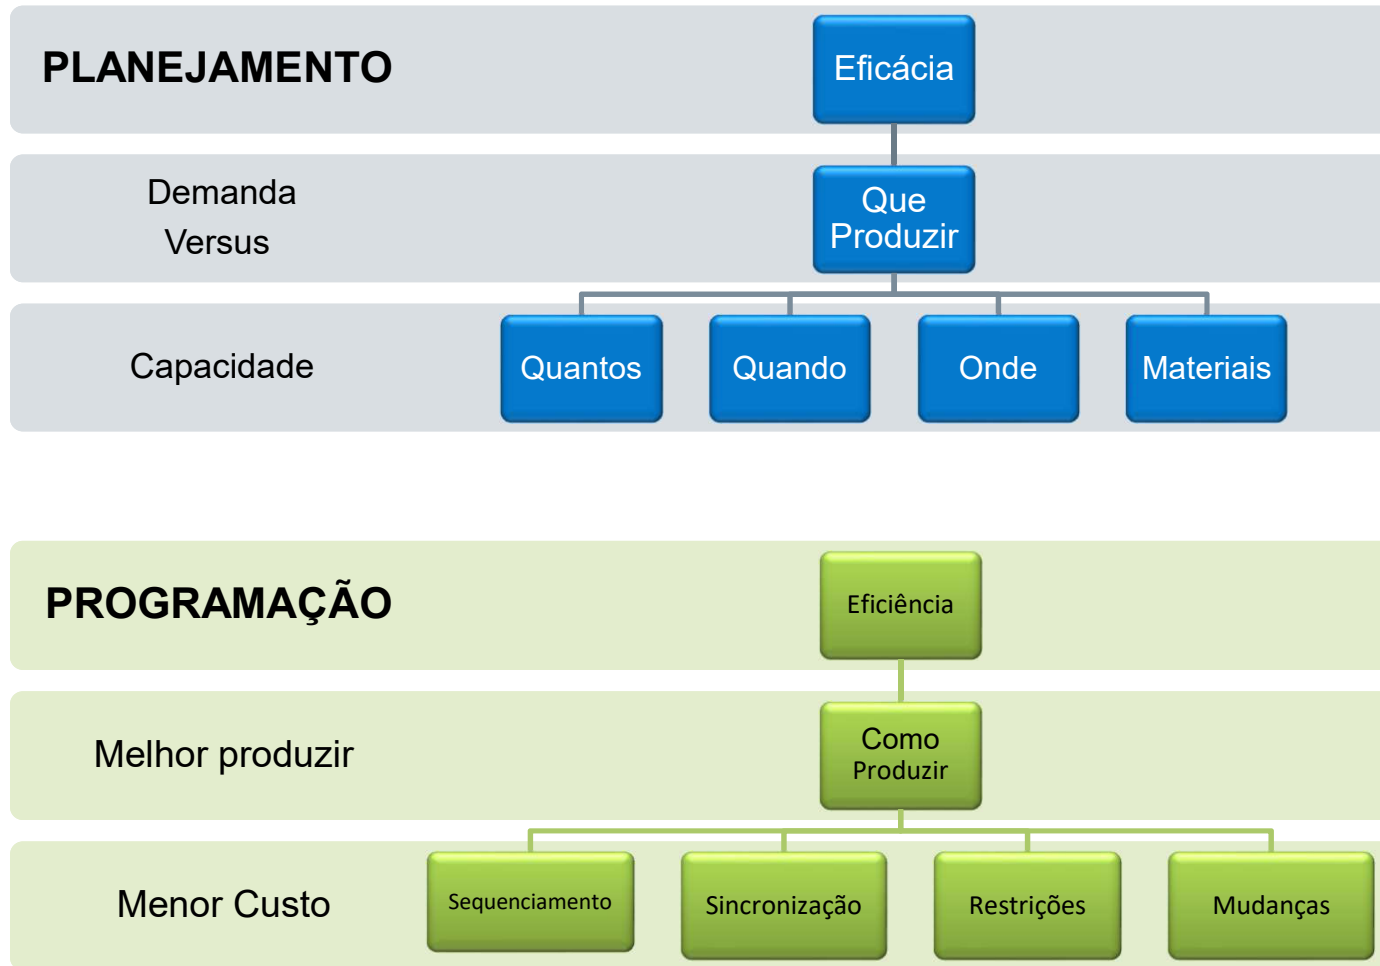 PLANEJAMENTO
Eficácia
Demanda
Versus
Que
Produzir
Capacidade
Quantos
Quando
Onde
Materiais
PROGRAMAÇÃO
Eficiência
Melhor produzir
Como
Produzir
Menor Custo
Sequenciamento
Sincronização
Restrições
Mudanças